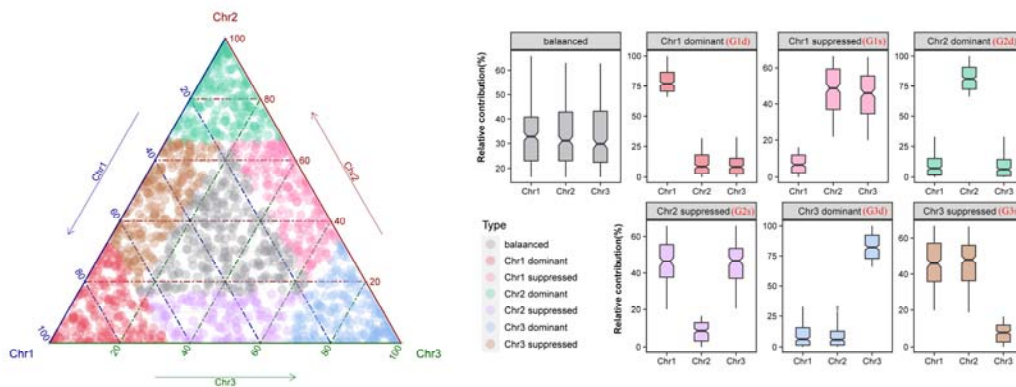 Chr2
100
20
80
Chr1
40
60
Chr2
60
40
80
20
100
Chr1
20
40
60
80
100
Chr3
Chr3
Type
balaanced
Chr1 dominant
Chr1 suppressed
Chr2 dominant
Chr2 suppressed
Chr3 dominant
Chr3 suppressed
Relative contribution(%)
balaanced
60
50
40
30
20
Chr1 Chr2 Chr3
Chr1 dominant (G1d)
100
75
50
25
0
Chr1 Chr2 Chr3
Chr1 suppressed(G1s)
60
40
20
0
Chr1 Chr2 Chr3
Chr2 dominant (G2d)
100
75
50
25
0
Chr1 Chr2 Chr3
Relative contribution(%)
Chr2 suppressed(G2s)
60
40
20
0
Chr1 Chr2 Chr3
Chr3 dominant (G3d)
100
75
50
25
0
Chr1 Chr2 Chr3
Chr3 suppressed
60
40
20
0
Chr1 Chr2 Chr3